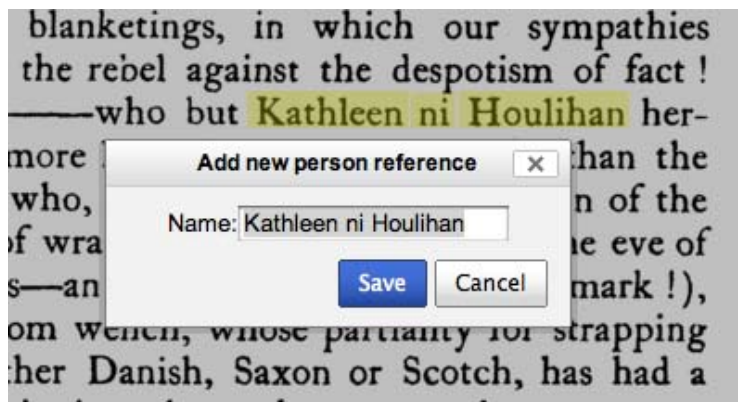 blanketings, in which our sympathies
the rebel against the despotism of fact !
——who but Kathleen ni Houlihan her-
more than the
who, n of the
of wra e eve of
s—an mark !),
om wench, whose partiality for strapping
ther Danish, Saxon or Scotch, has had a
Add new person reference
Name: Kathleen ni Houlihan
Save Cancel